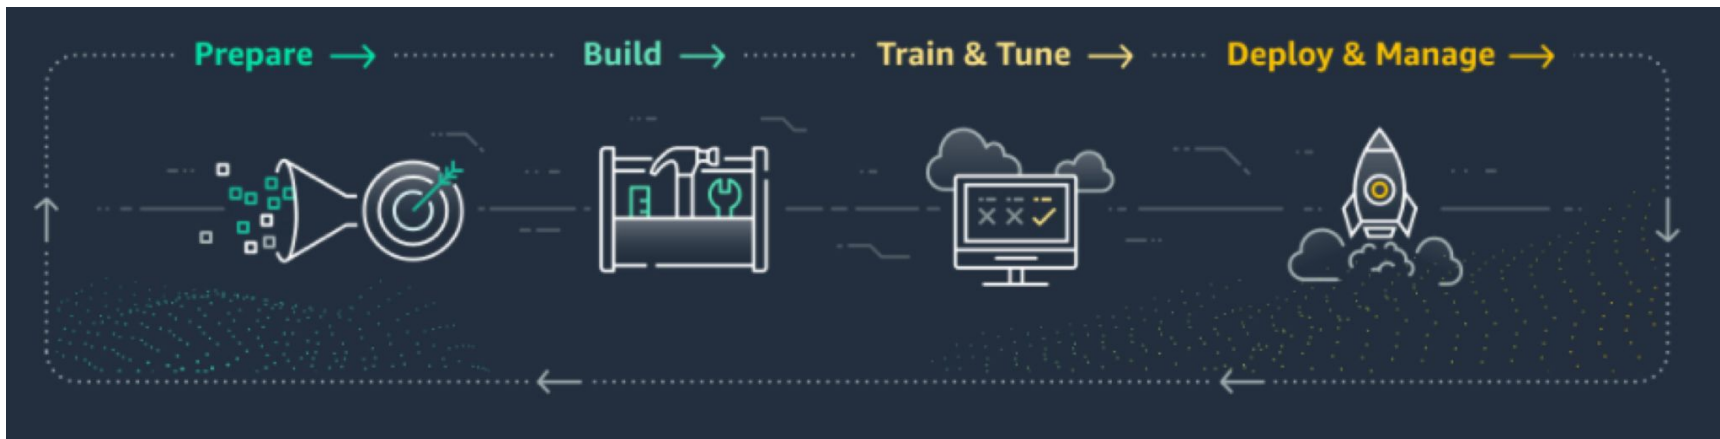 Prepare → Build → Train & Tune → Deploy & Manage →